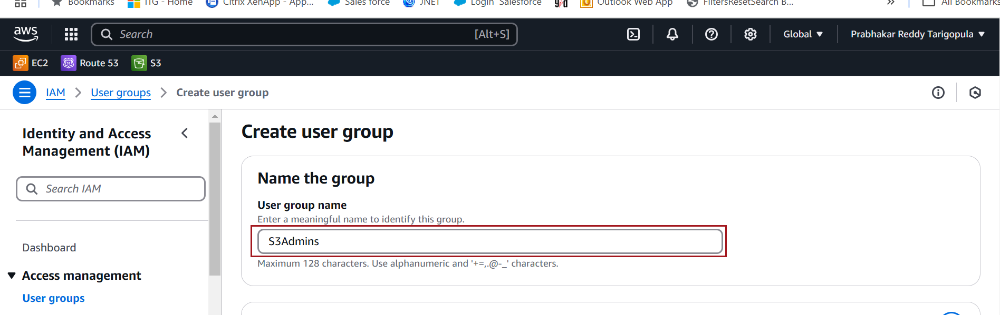 Bookmarks ITG - Home Citrix XenApp - App... Sales force JNET Login Salesforce Outlook Web App FiltersResetSearch B... » All Bookmarks
aws Search [Alt+S] Global Prabhakar Reddy Tarigopula
EC2 Route 53 S3
IAM > User groups > Create user group
Identity and Access
Management (IAM)
Search IAM
Dashboard
Access management
User groups
Create user group
Name the group
User group name
Enter a meaningful name to identify this group.
S3Admins
Maximum 128 characters. Use alphanumeric and '+=,.@-_' characters.